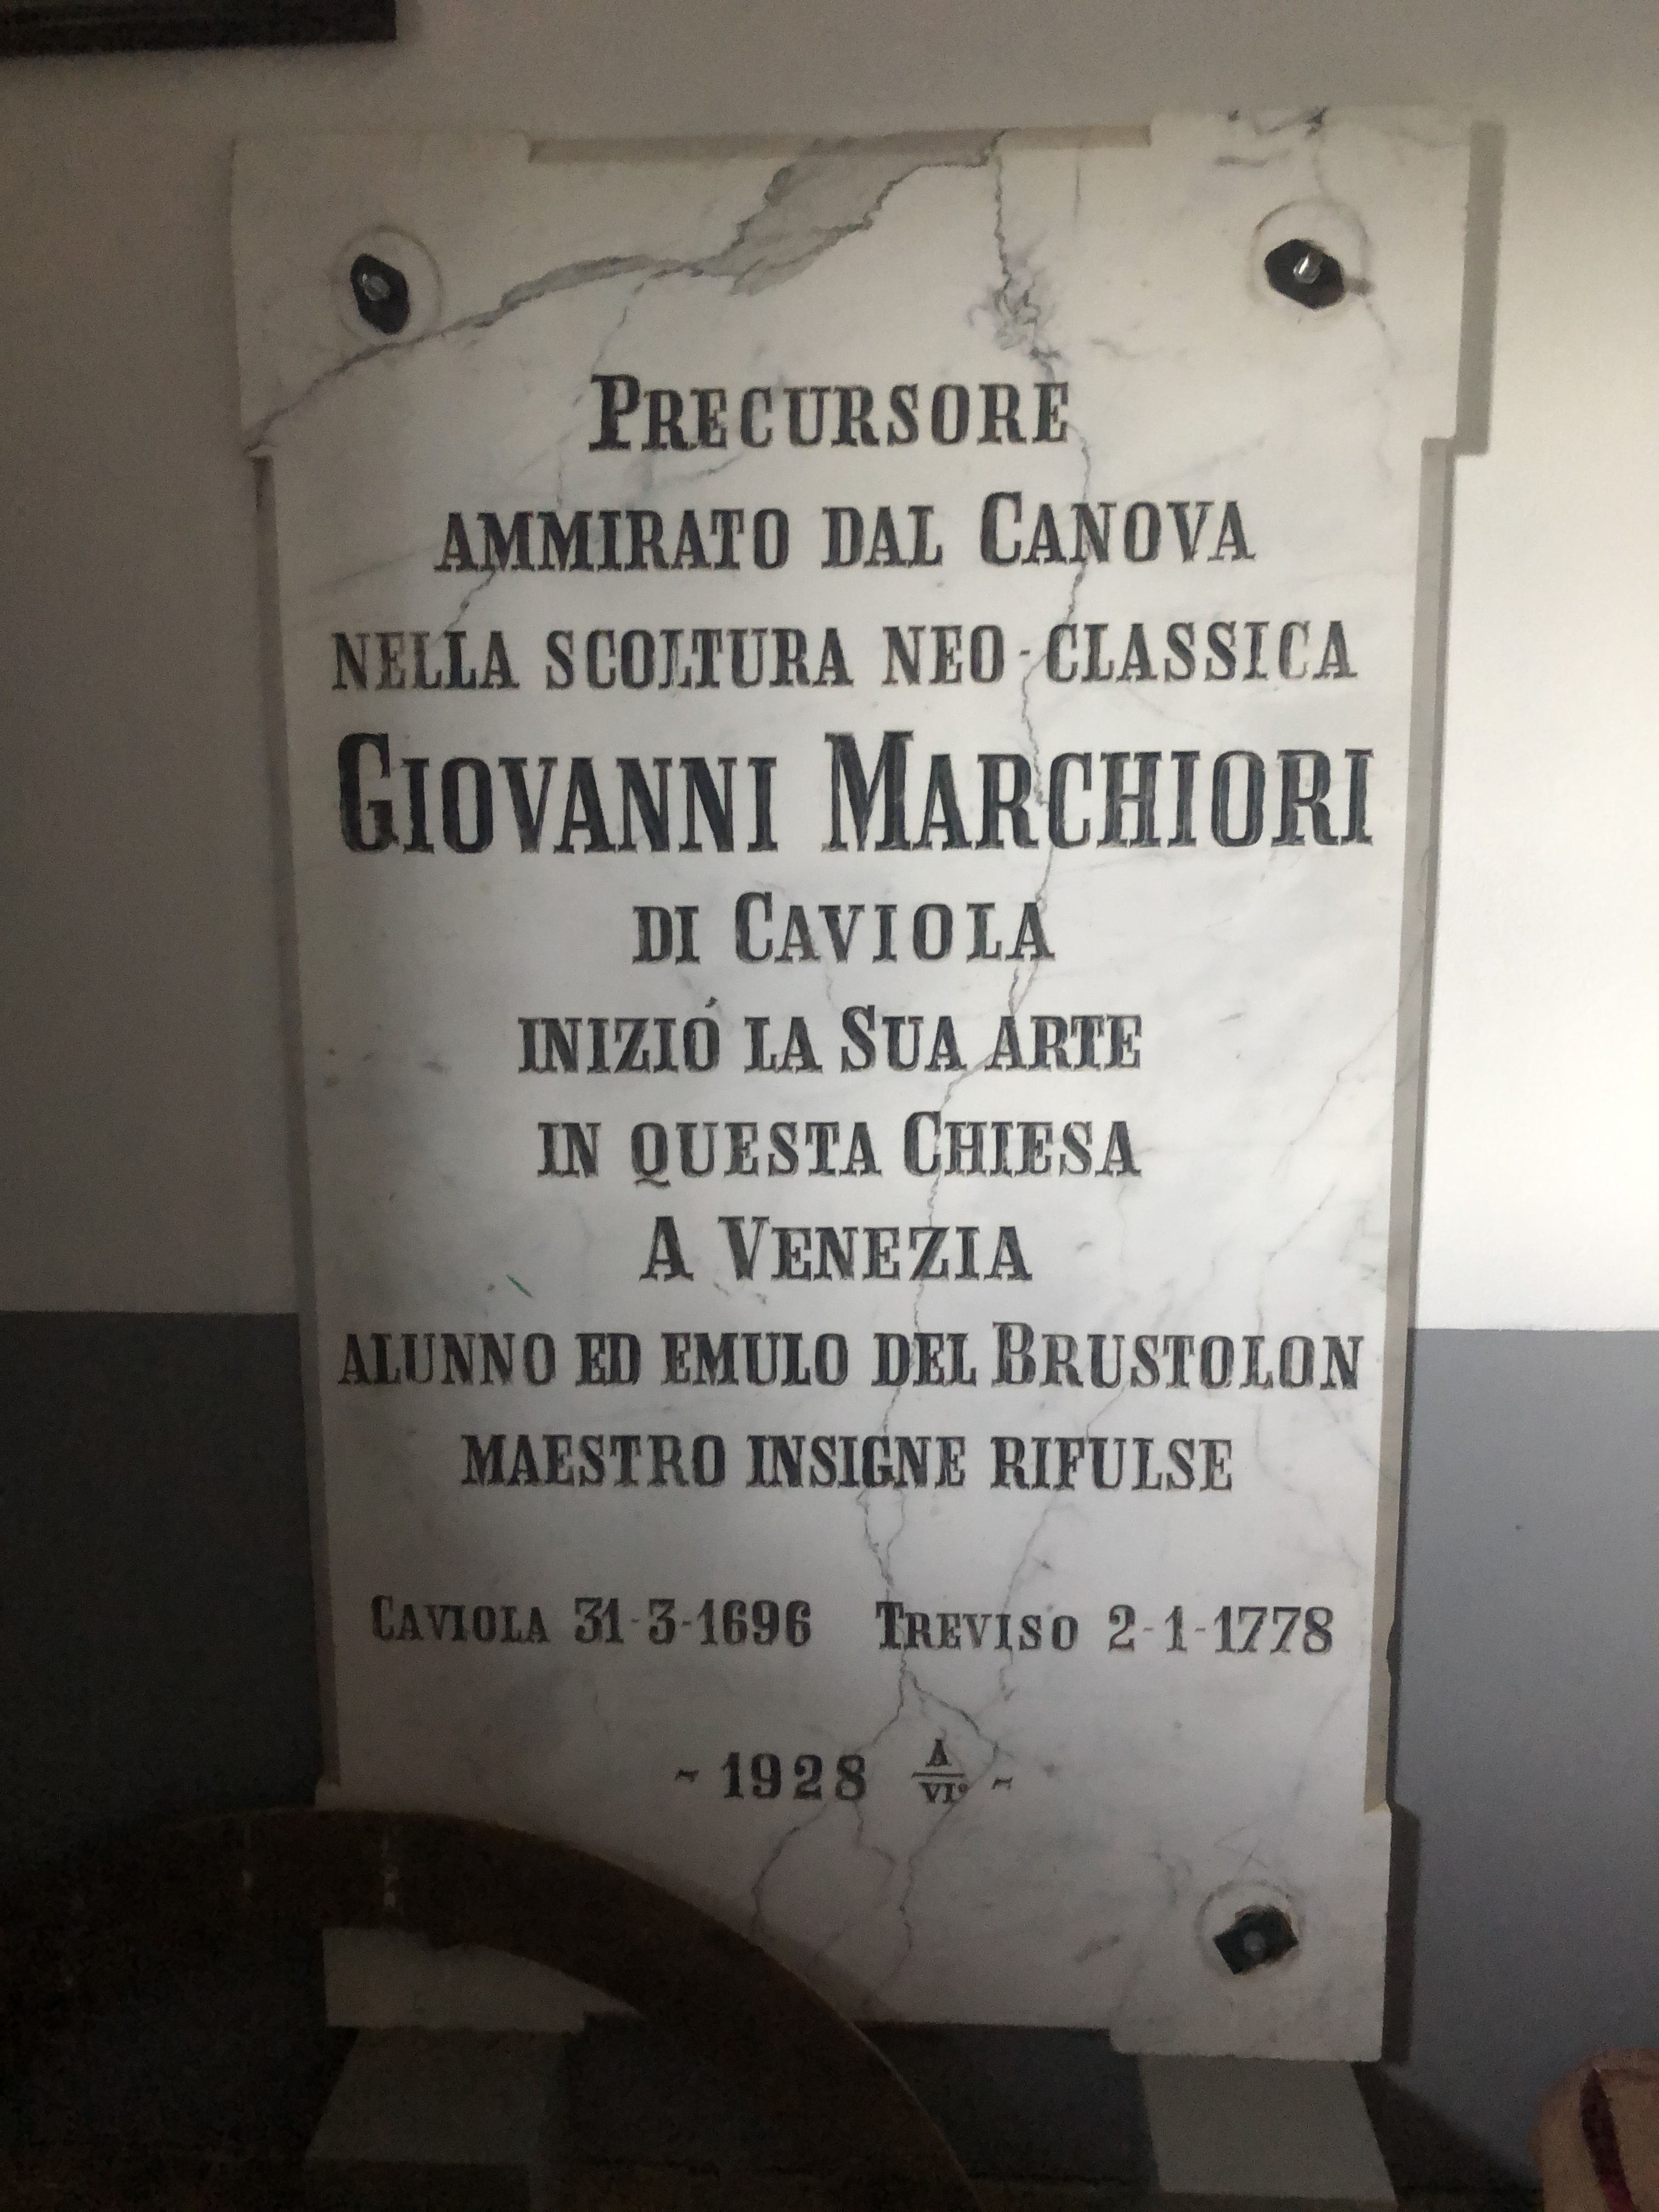 PRECURSORE
AMMIRATO DAL CANOVA
NELLA SCOLTURA NEO-CLASSICA
GIOVANNI MARCHIORI
DI CAVIOLA
INIZIÓ LA SUA ARTE
IN QUESTA CHIESA
A VENEZIA
ALUNNO ED EMULO DEL BRUSTOLON
MAESTRO INSIGNE RIFULSE
CAVIOLA 31-3-1696 TREVISO 2-1-1778
~ 1928 A/VI° ~